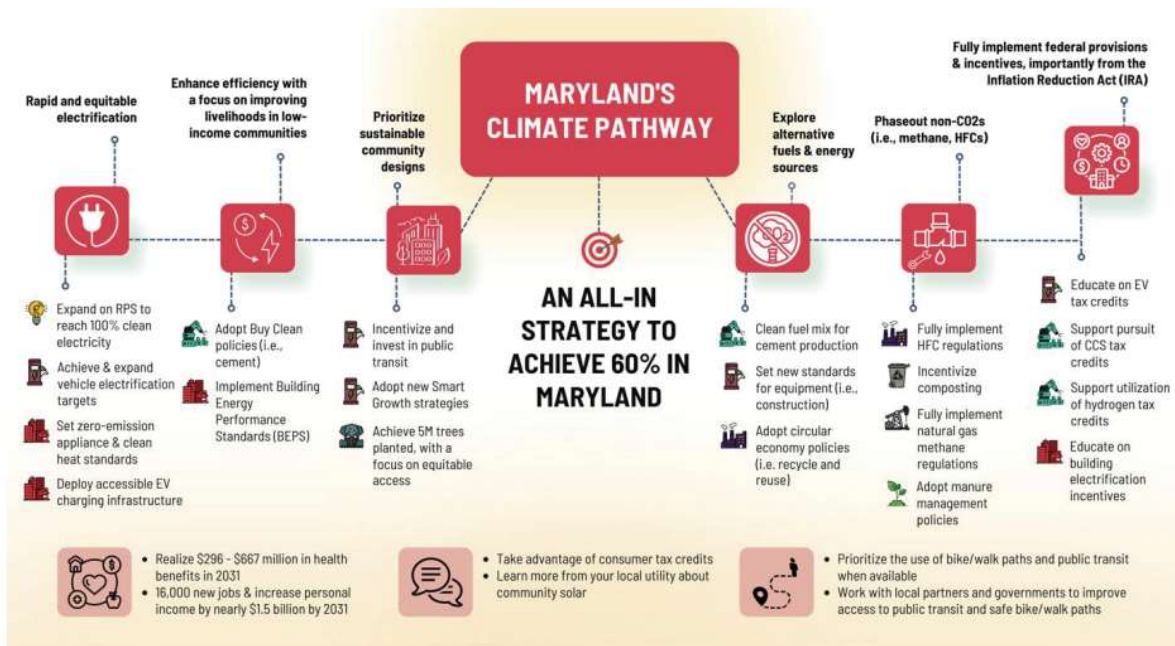 MARYLAND'S
CLIMATE PATHWAY
Rapid and equitable
electrification
Enhance efficiency with
a focus on improving
livelihoods in low-
income communities
Prioritize
sustainable
community
designs
Explore
alternative
fuels & energy
sources
Phaseout non-CO2s
(i.e., methane, HFCs)
Fully implement federal provisions
& incentives, importantly from the
Inflation Reduction Act (IRA)
$
CO2
$
Expand on RPS to
reach 100% clean
electricity
Achieve & expand
vehicle electrification
targets
Set zero-emission
appliance & clean
heat standards
Deploy accessible EV
charging infrastructure
Adopt Buy Clean
policies (i.e.,
cement)
Implement Building
Energy
Performance
Standards (BEPS)
Incentivize and
invest in public
transit
Adopt new Smart
Growth strategies
Achieve 5M trees
planted, with a
focus on equitable
access
AN ALL-IN
STRATEGY TO
ACHIEVE 60% IN
MARYLAND
Clean fuel mix for
cement production
Set new standards
for equipment (i.e.,
construction)
Adopt circular
economy policies
(i.e. recycle and
reuse)
Fully implement
HFC regulations
Incentivize
composting
Fully implement
natural gas
methane
regulations
Adopt manure
management
policies
Educate on EV
tax credits
Support pursuit
of CCS tax
credits
Support utilization
of hydrogen tax
credits
Educate on
building
electrification
incentives
$
• Realize $296 - $667 million in health
benefits in 2031
• 16,000 new jobs & increase personal
income by nearly $1.5 billion by 2031
• Take advantage of consumer tax credits
• Learn more from your local utility about
community solar
• Prioritize the use of bike/walk paths and public transit
when available
• Work with local partners and governments to improve
access to public transit and safe bike/walk paths